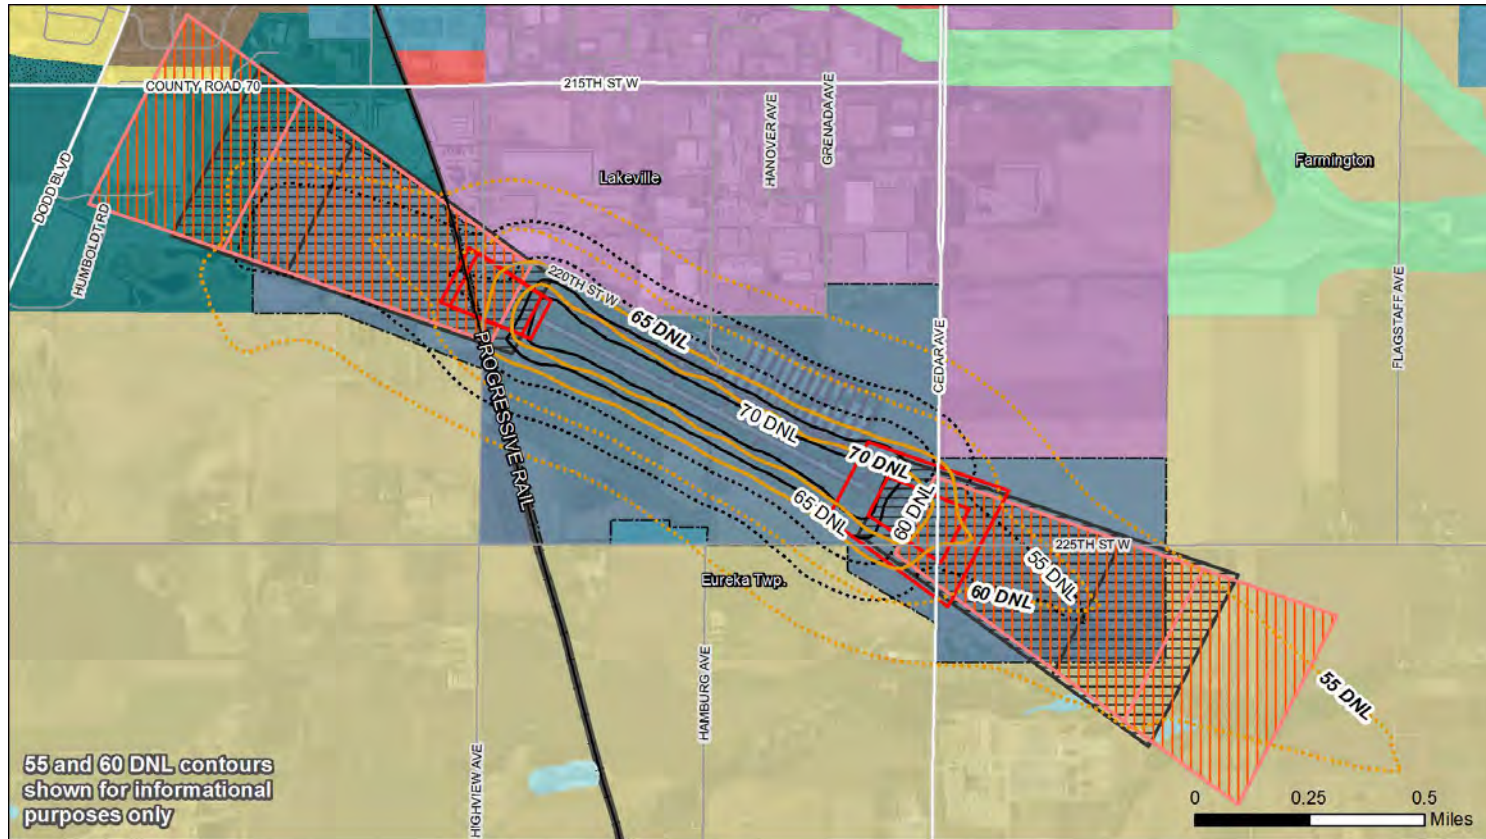 COUNTY ROAD 70
215TH ST W
DODD BLVD
HUMBOLDT RD
HANOVER AVE
GRENADA AVE
Lakeville
Farmington
FLAGSTAFF AVE
220TH ST W
65 DNL
CEDAR AVE
PROGRESSIVE RAIL
70 DNL
70 DNL
65 DNL
60 DNL
225TH ST W
55 DNL
60 DNL
Eureka Twp.
HAMBURG AVE
HIGHVIEW AVE
55 DNL
55 and 60 DNL contours
shown for informational
purposes only
0 0.25 0.5
Miles